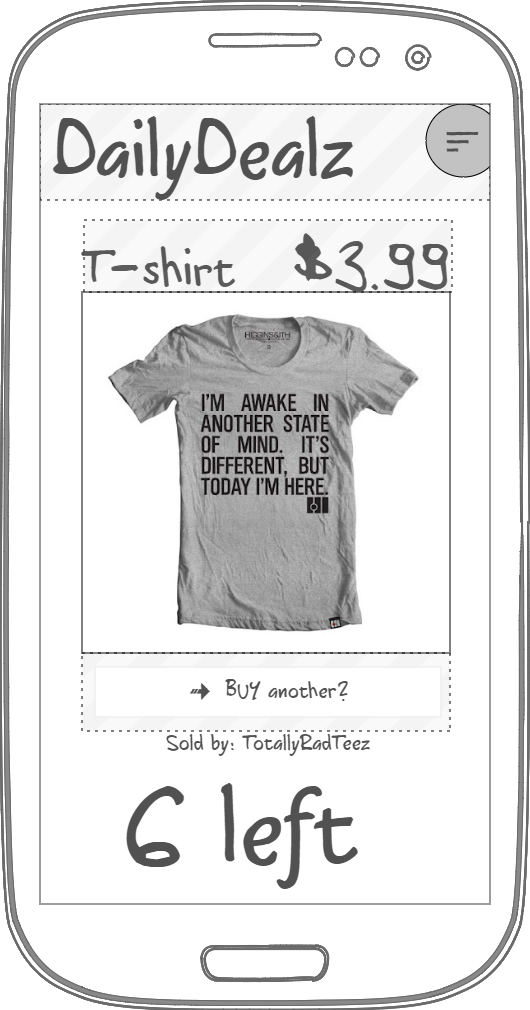 DailyDealz
T-shirt $3.99
I'M AWAKE IN
ANOTHER STATE
OF MIND. IT'S
DIFFERENT, BUT
TODAY I'M HERE.
BUY another?
Sold by: TotallyRadTeez
6 left